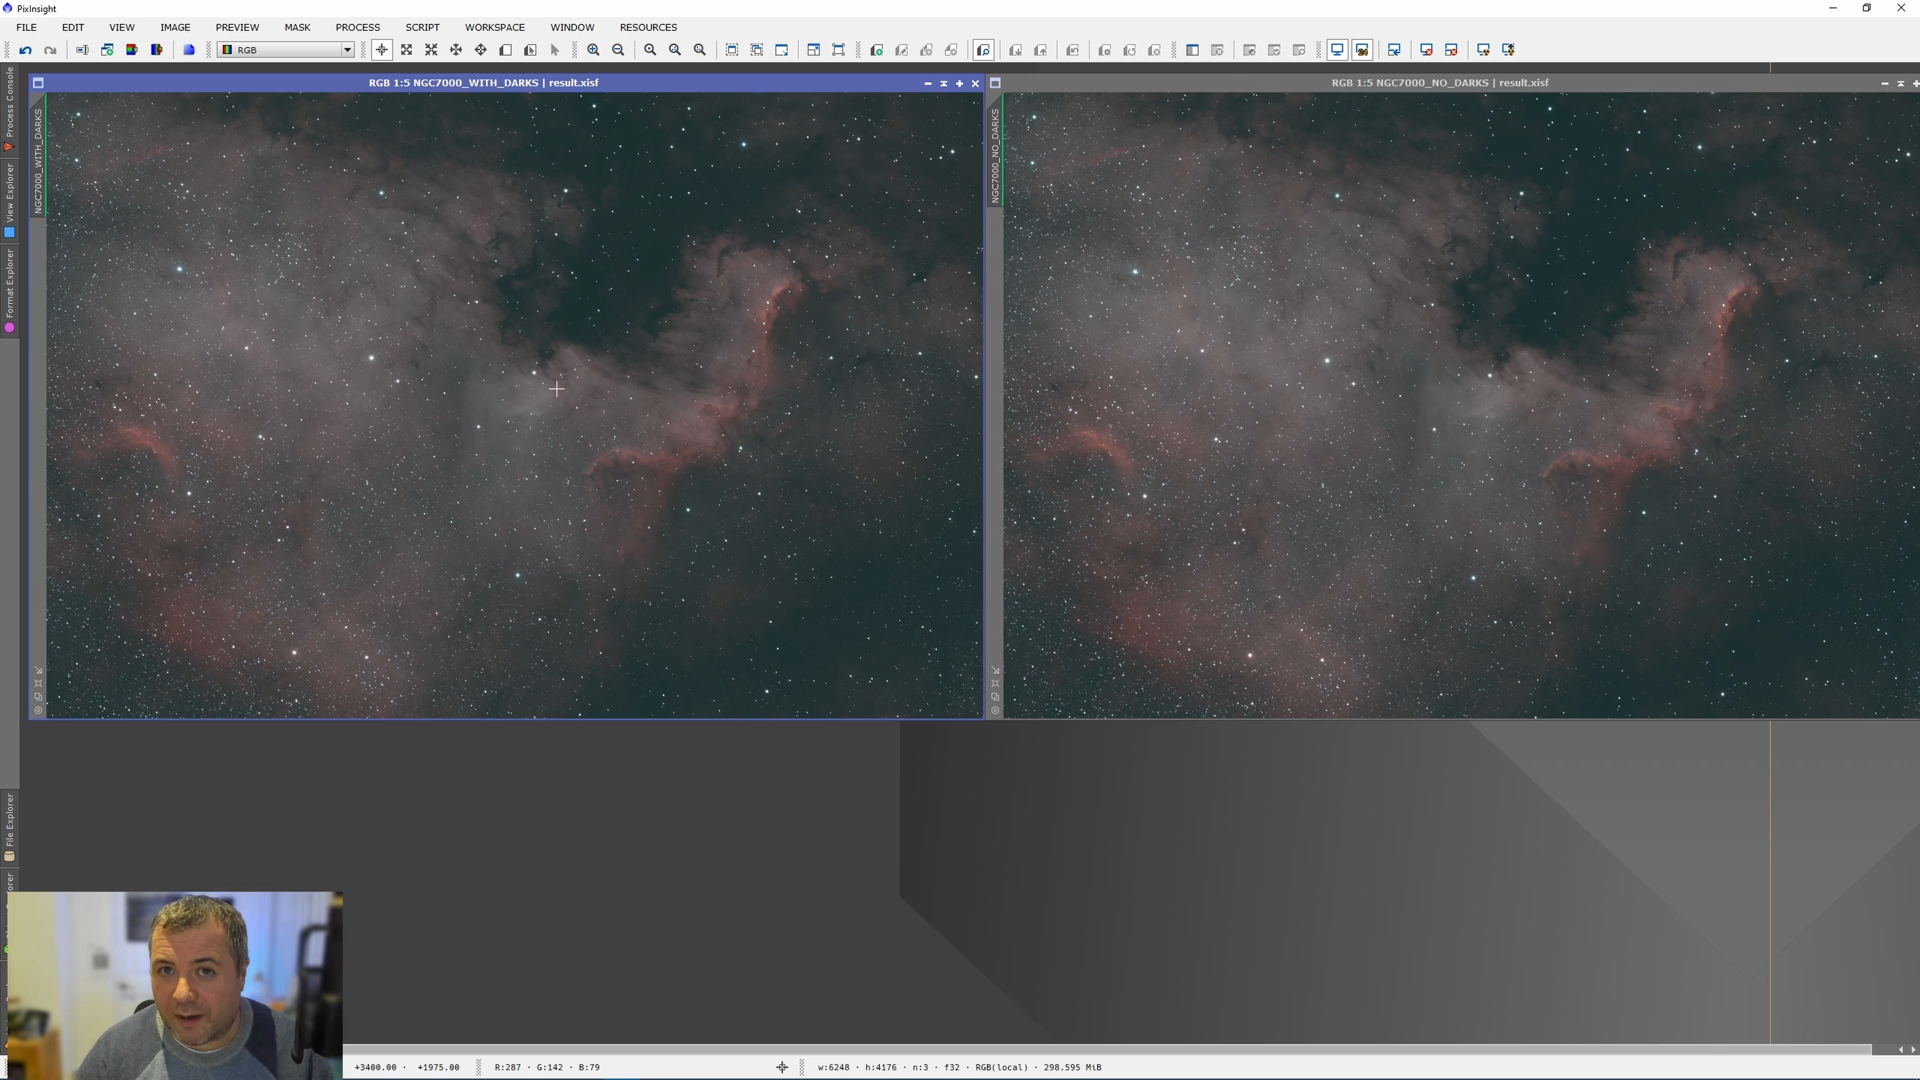 PixInsight
FILE EDIT VIEW IMAGE PROCESS SCRIPT PREVIEW MASK WORKSPACE WINDOW RESOURCES
RGB
RGB 1:5 NGC7000_WITH_DARKS | result.xisf
RGB 1:5 NGC7000_NO_DARKS | result.xisf
Process Console
View Explorer
Format Explorer
File Explorer
NGC7000_WITH_DARKS
NGC7000_NO_DARKS
+3400.00 · +1975.00
R:287 · G:142 · B:79
w:6248 · h:4176 · n:3 · f32 · RGB(local) · 298.595 MiB